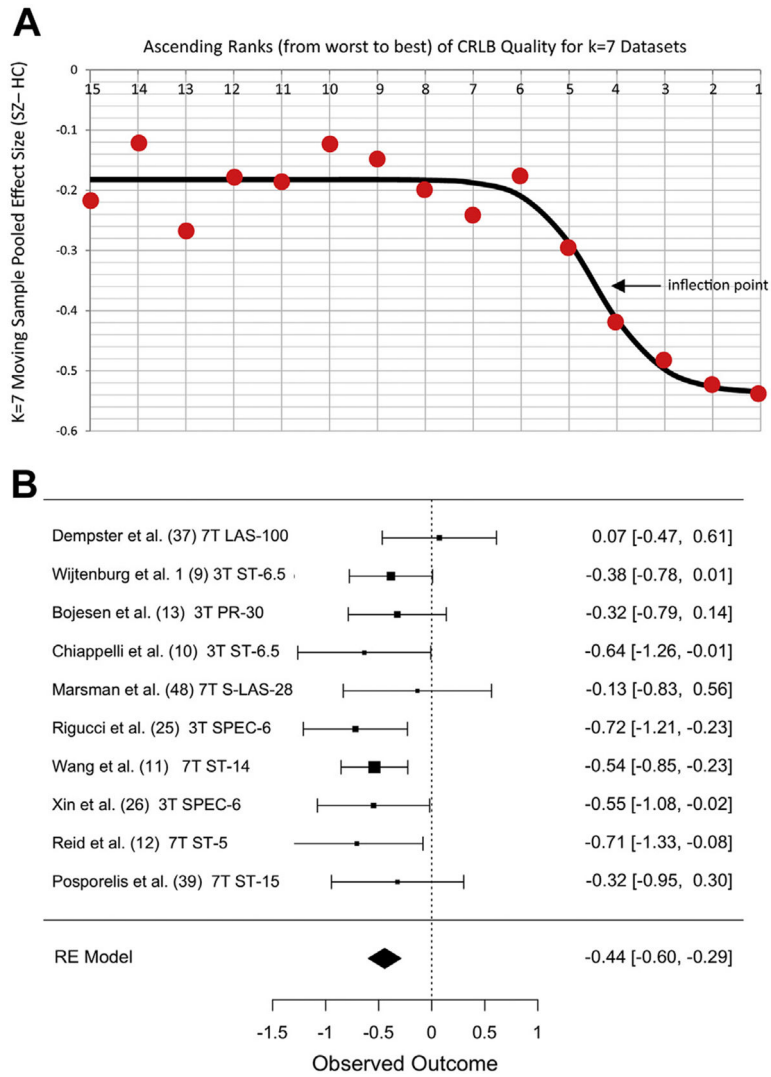 A
Ascending Ranks (from worst to best) of CRLB Quality for k=7 Datasets
K=7 Moving Sample Pooled Effect Size (SZ– HC)
0
15 14 13 12 11 10 9 8 7 6 5 4 3 2 1
-0.1
-0.2
-0.3
inflection point
-0.4
-0.5
-0.6
B
Dempster et al. (37) 7T LAS-100 0.07 [-0.47, 0.61]
Wijtenburg et al. 1 (9) 3T ST-6.5 -0.38 [-0.78, 0.01]
Bojesen et al. (13) 3T PR-30 -0.32 [-0.79, 0.14]
Chiappelli et al. (10) 3T ST-6.5 -0.64 [-1.26, -0.01]
Marsman et al. (48) 7T S-LAS-28 -0.13 [-0.83, 0.56]
Rigucci et al. (25) 3T SPEC-6 -0.72 [-1.21, -0.23]
Wang et al. (11) 7T ST-14 -0.54 [-0.85, -0.23]
Xin et al. (26) 3T SPEC-6 -0.55 [-1.08, -0.02]
Reid et al. (12) 7T ST-5 -0.71 [-1.33, -0.08]
Posporelis et al. (39) 7T ST-15 -0.32 [-0.95, 0.30]
RE Model -0.44 [-0.60, -0.29]
-1.5 -1 -0.5 0 0.5 1
Observed Outcome